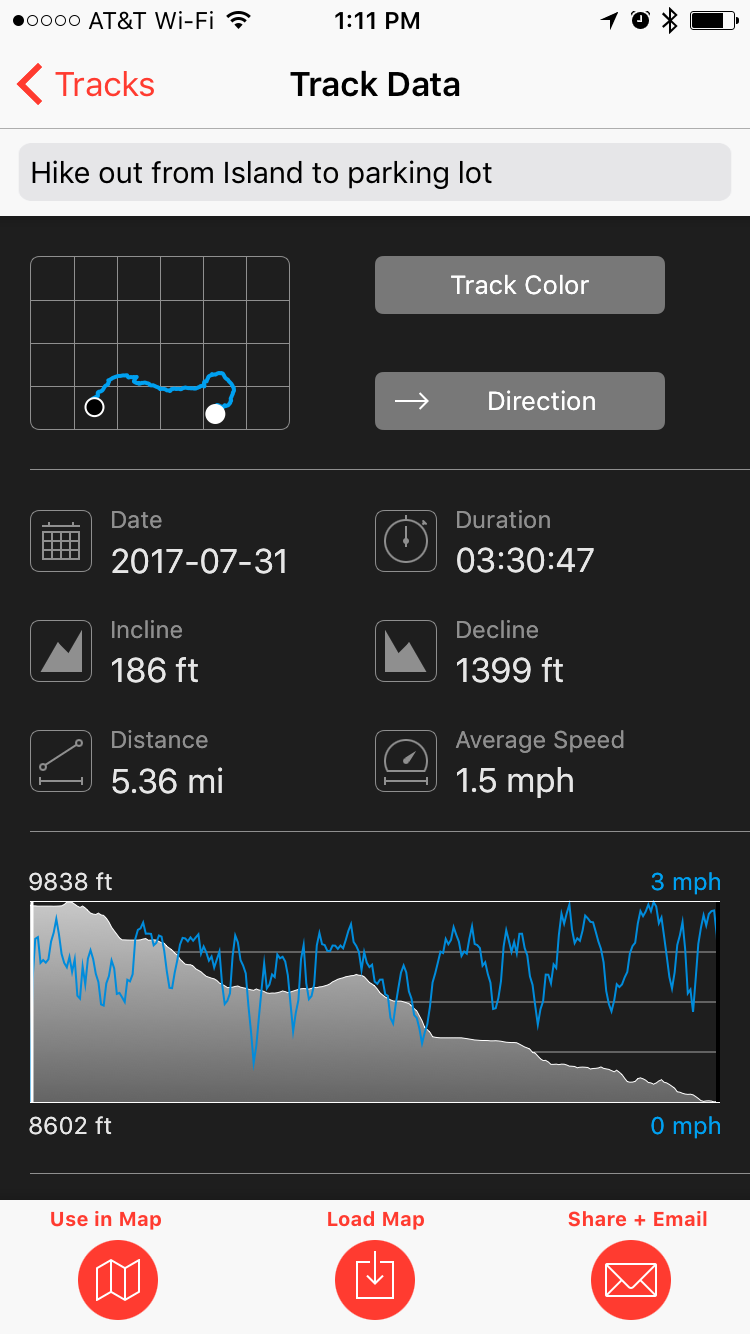 AT&T Wi-Fi 1:11 PM
Tracks Track Data
Hike out from Island to parking lot
Track Color
Direction
Date Duration
2017-07-31 03:30:47
Incline Decline
186 ft 1399 ft
Distance Average Speed
5.36 mi 1.5 mph
9838 ft 3 mph
8602 ft 0 mph
Use in Map Load Map Share + Email